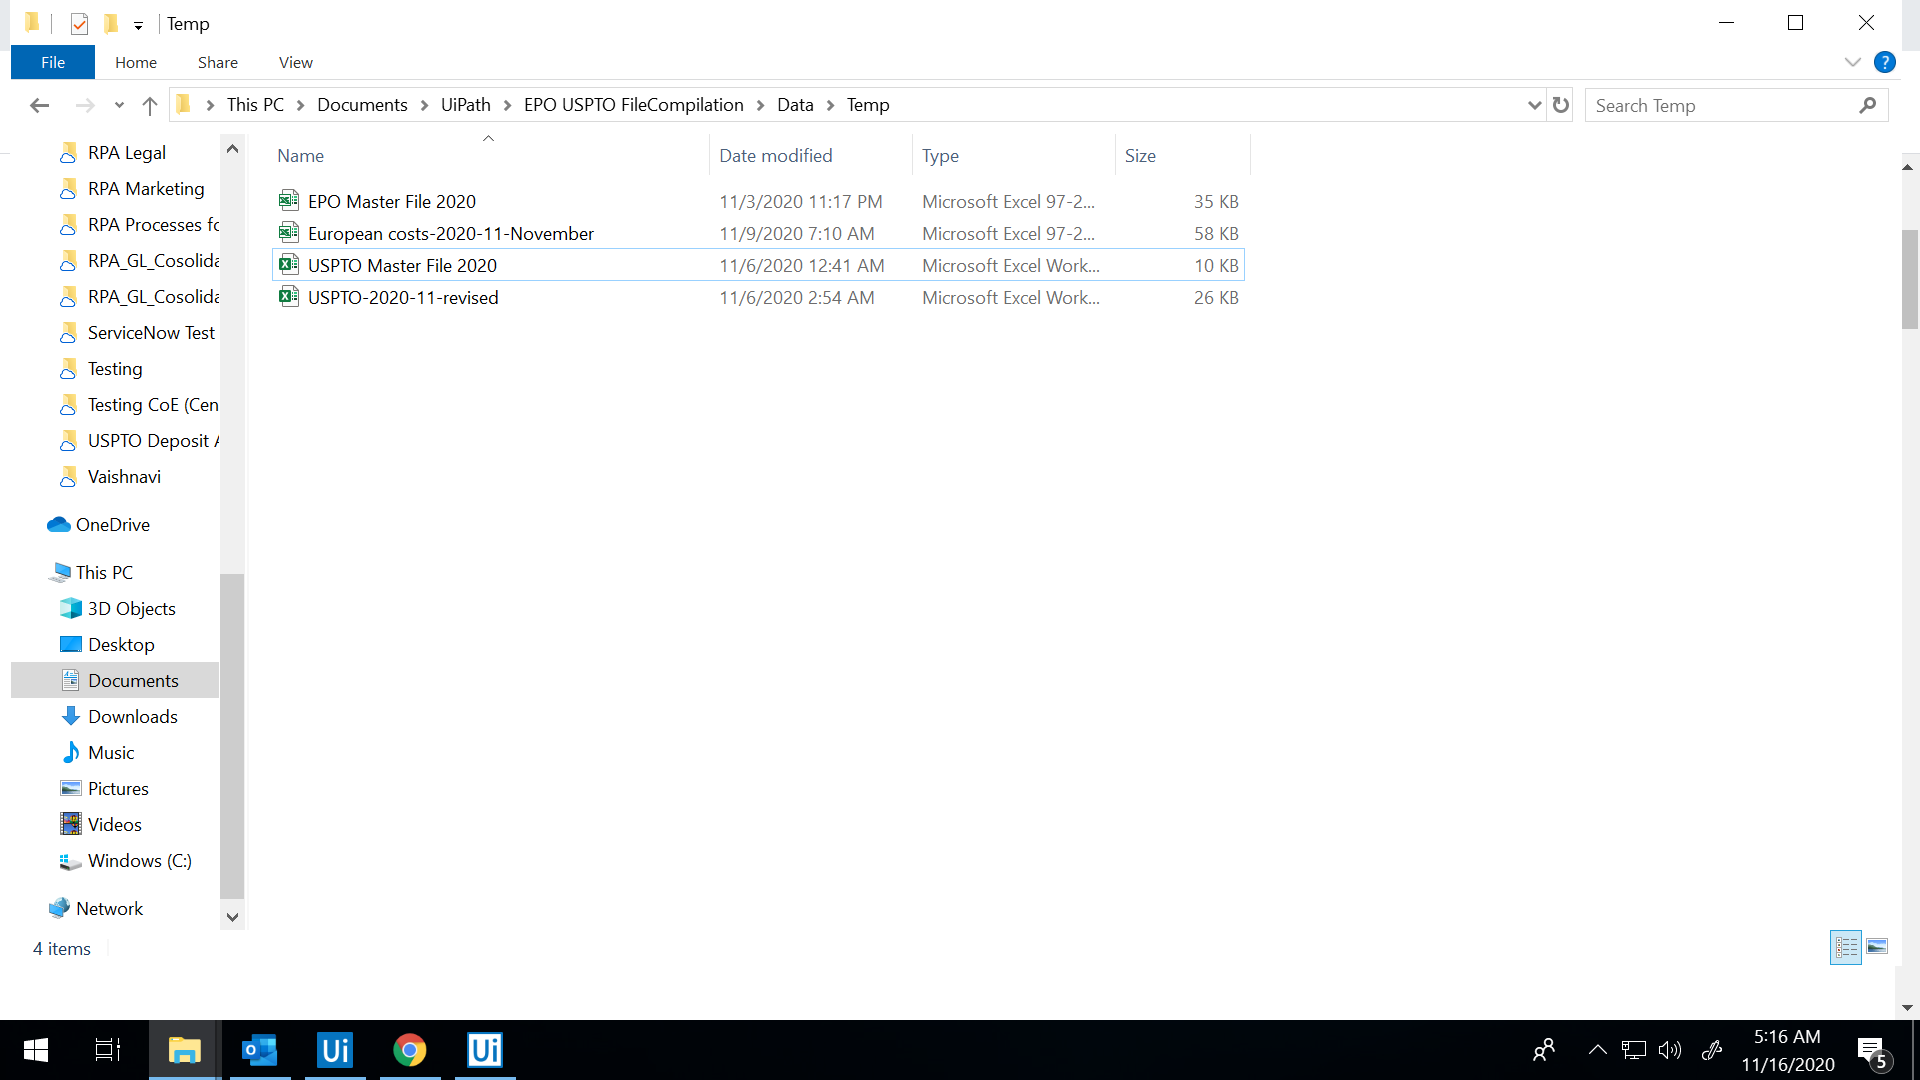 Temp
File Home Share View
This PC Documents UiPath EPO USPTO FileCompilation Data Temp Search Temp
Name Date modified Type Size
EPO Master File 2020 11/3/2020 11:17 PM Microsoft Excel 97-2... 35 KB
European costs-2020-11-November 11/9/2020 7:10 AM Microsoft Excel 97-2... 58 KB
USPTO Master File 2020 11/6/2020 12:41 AM Microsoft Excel Work... 10 KB
USPTO-2020-11-revised 11/6/2020 2:54 AM Microsoft Excel Work... 26 KB
RPA Legal
RPA Marketing
RPA Processes fo
RPA_GL_Cosolida
RPA_GL_Cosolida
ServiceNow Test
Testing
Testing CoE (Cen
USPTO Deposit A
Vaishnavi
OneDrive
This PC
3D Objects
Desktop
Documents
Downloads
Music
Pictures
Videos
Windows (C:)
Network
4 items
Ui Ui
5:16 AM
11/16/2020
5